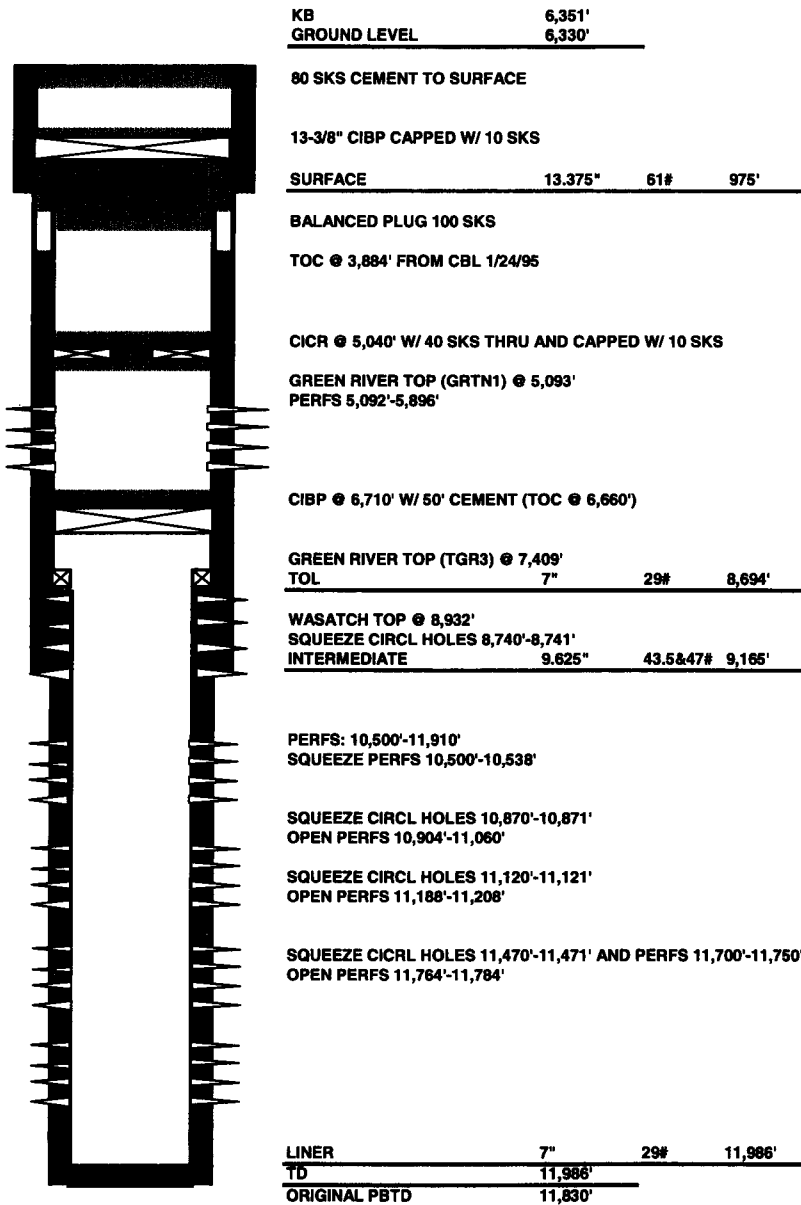 KB 6,351'
GROUND LEVEL 6,330'
80 SKS CEMENT TO SURFACE
13-3/8" CIBP CAPPED W/ 10 SKS
SURFACE 13.375" 61# 975'
BALANCED PLUG 100 SKS
TOC @ 3,884' FROM CBL 1/24/95
CICR @ 5,040' W/ 40 SKS THRU AND CAPPED W/ 10 SKS
GREEN RIVER TOP (GRTN1) @ 5,093'
PERFS 5,092'-5,896'
CIBP @ 6,710' W/ 50' CEMENT (TOC @ 6,660')
GREEN RIVER TOP (TGR3) @ 7,409'
TOL 7" 29# 8,694'
WASATCH TOP @ 8,932'
SQUEEZE CIRCL HOLES 8,740'-8,741'
INTERMEDIATE 9.625" 43.5&47# 9,165'
PERFS: 10,500'-11,910'
SQUEEZE PERFS 10,500'-10,538'
SQUEEZE CIRCL HOLES 10,870'-10,871'
OPEN PERFS 10,904'-11,060'
SQUEEZE CIRCL HOLES 11,120'-11,121'
OPEN PERFS 11,188'-11,208'
SQUEEZE CICRL HOLES 11,470'-11,471' AND PERFS 11,700'-11,750'
OPEN PERFS 11,764'-11,784'
LINER 7" 29# 11,986'
TD 11,986'
ORIGINAL PBTD 11,830'